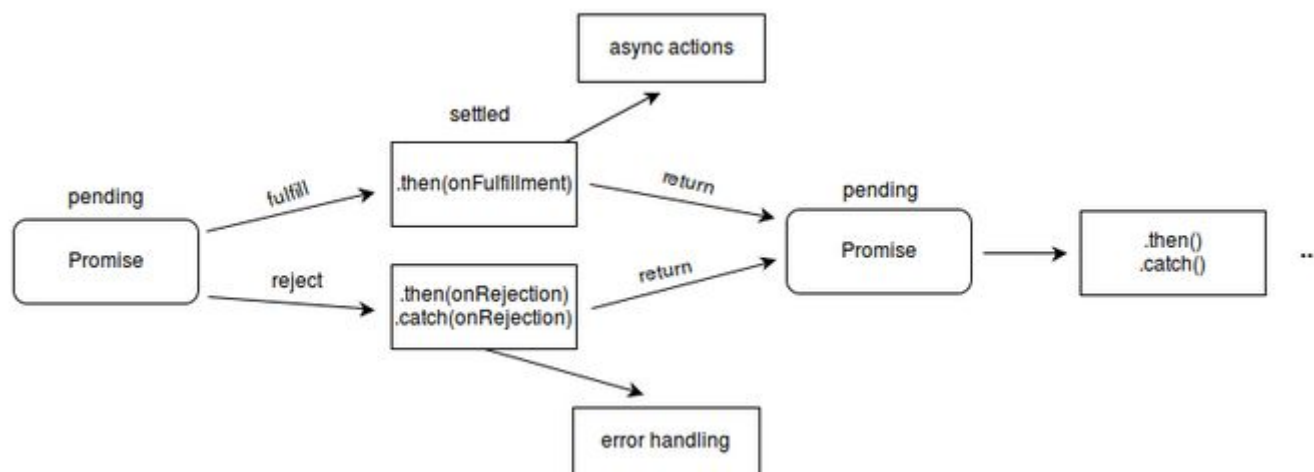 async actions
settled
.then(onFulfillment)
fulfill
return
pending
Promise
pending
Promise
.then()
.catch()
..
reject
.then(onRejection)
.catch(onRejection)
return
error handling